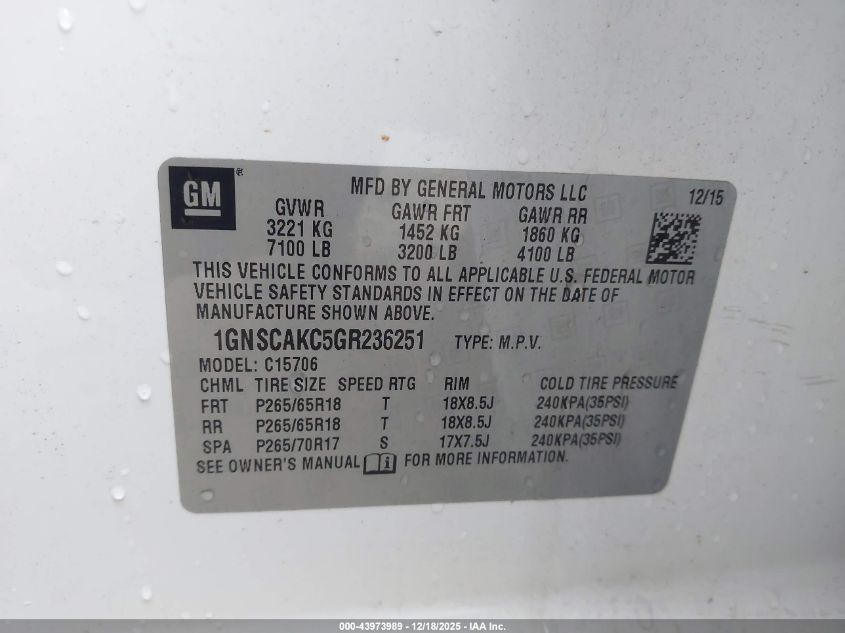 GM ®
MFD BY GENERAL MOTORS LLC 12/15
GVWR GAWR FRT GAWR RR
3221 KG 1452 KG 1860 KG
7100 LB 3200 LB 4100 LB
THIS VEHICLE CONFORMS TO ALL APPLICABLE U.S. FEDERAL MOTOR
VEHICLE SAFETY STANDARDS IN EFFECT ON THE DATE OF
MANUFACTURE SHOWN ABOVE.
1GNSCAKC5GR236251 TYPE: M.P.V.
MODEL: C15706
CHML TIRE SIZE SPEED RTG RIM COLD TIRE PRESSURE
FRT P265/65R18 T 18X8.5J 240KPA(35PSI)
RR P265/65R18 T 18X8.5J 240KPA(35PSI)
SPA P265/70R17 S 17X7.5J 240KPA(35PSI)
SEE OWNER'S MANUAL FOR MORE INFORMATION.
000-43973989 - 12/18/2025 - IAA Inc.